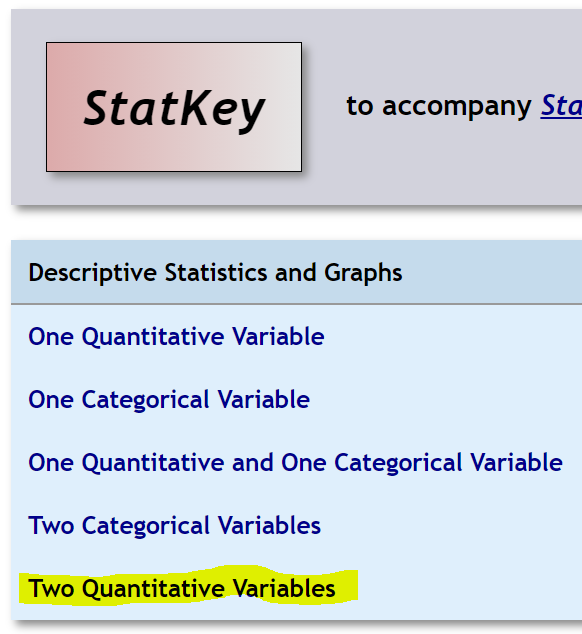 StatKey
to accompany Sta
Descriptive Statistics and Graphs
One Quantitative Variable
One Categorical Variable
One Quantitative and One Categorical Variable
Two Categorical Variables
Two Quantitative Variables